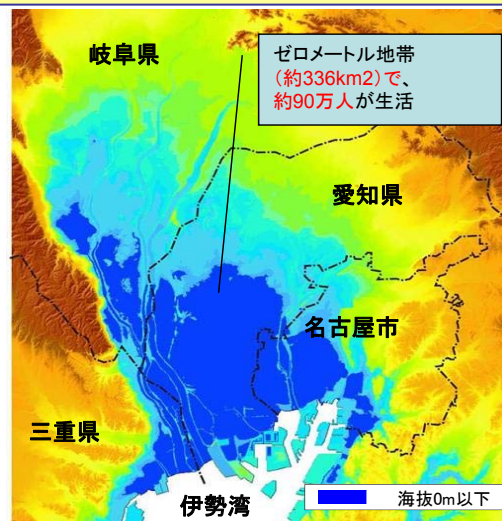 岐阜県
ゼロメートル地帯
（約336km2）で、
約90万人が生活
愛知県
名古屋市
三重県
伊勢湾
海抜0m以下